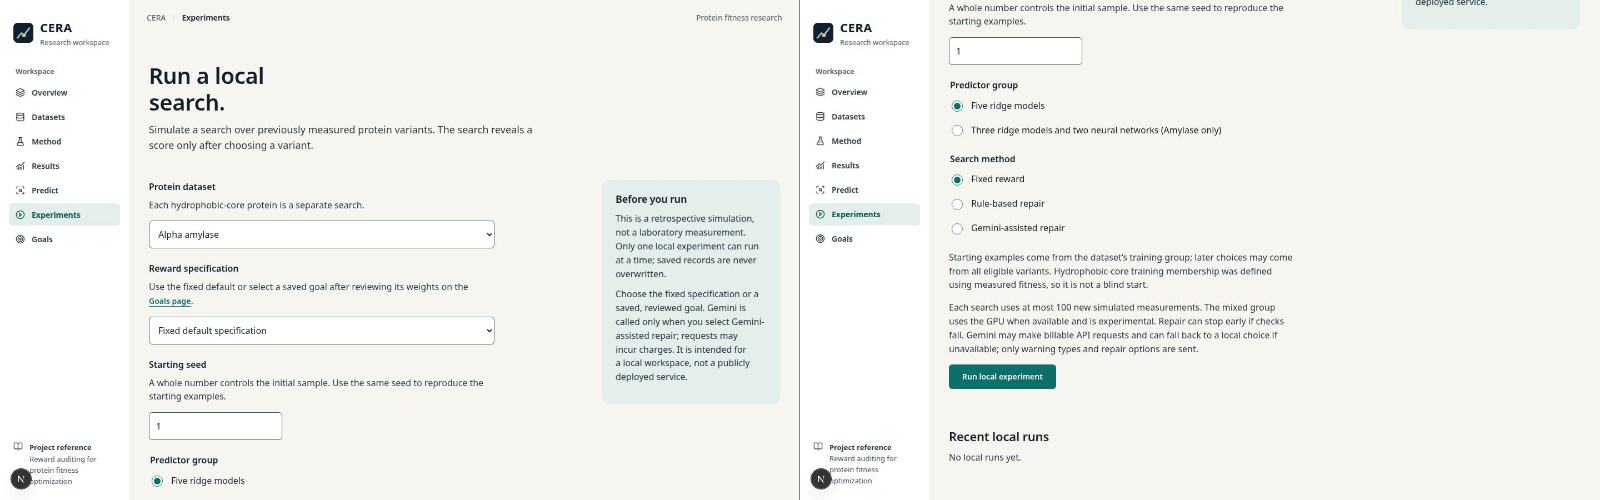 CERA
Research workspace
Workspace
Overview
Datasets
Method
Results
Predict
Experiments
Goals
Project reference
Reward auditing for
protein fitness
optimization
N
CERA / Experiments
Protein fitness research
Run a local
search.
Simulate a search over previously measured protein variants. The search reveals a
score only after choosing a variant.
Protein dataset
Each hydrophobic-core protein is a separate search.
Alpha amylase
Reward specification
Use the fixed default or select a saved goal after reviewing its weights on the
Goals page.
Fixed default specification
Starting seed
A whole number controls the initial sample. Use the same seed to reproduce the
starting examples.
1
Predictor group
Five ridge models
Before you run
This is a retrospective simulation,
not a laboratory measurement.
Only one local experiment can run
at a time; saved records are never
overwritten.
Choose the fixed specification or a
saved, reviewed goal. Gemini is
called only when you select Gemini-
assisted repair; requests may
incur charges. It is intended for
a local workspace, not a publicly
deployed service.
CERA
Research workspace
Workspace
Overview
Datasets
Method
Results
Predict
Experiments
Goals
Project reference
Reward auditing for
protein fitness
optimization
N
A whole number controls the initial sample. Use the same seed to reproduce the
starting examples.
1
Predictor group
Five ridge models
Three ridge models and two neural networks (Amylase only)
Search method
Fixed reward
Rule-based repair
Gemini-assisted repair
Starting examples come from the dataset's training group; later choices may come
from all eligible variants. Hydrophobic-core training membership was defined
using measured fitness, so it is not a blind start.
Each search uses at most 100 new simulated measurements. The mixed group
uses the GPU when available and is experimental. Repair can stop early if checks
fail. Gemini may make billable API requests and can fall back to a local choice if
unavailable; only warning types and repair options are sent.
Run local experiment
Recent local runs
No local runs yet.
deployed service.